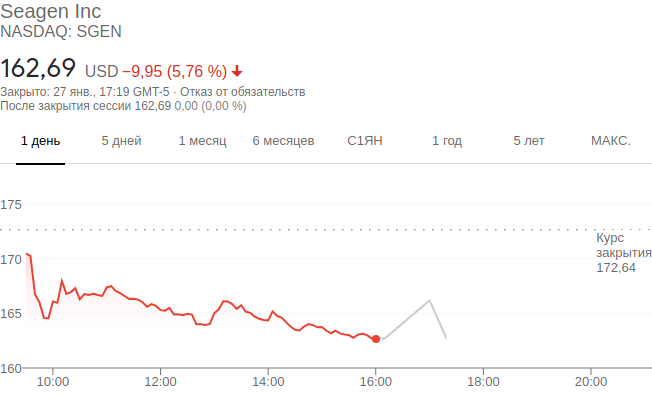 Seagen Inc
NASDAQ: SGEN
162,69 USD −9,95 (5,76 %)
Закрыто: 27 янв., 17:19 GMT-5 · Отказ от обязательств
После закрытия сессии 162,69 0,00 (0,00 %)
1 день 5 дней 1 месяц 6 месяцев С1ЯН 1 год 5 лет МАКС.
175
Курс
закрытия
172,64
170
165
160
10:00 12:00 14:00 16:00 18:00 20:00